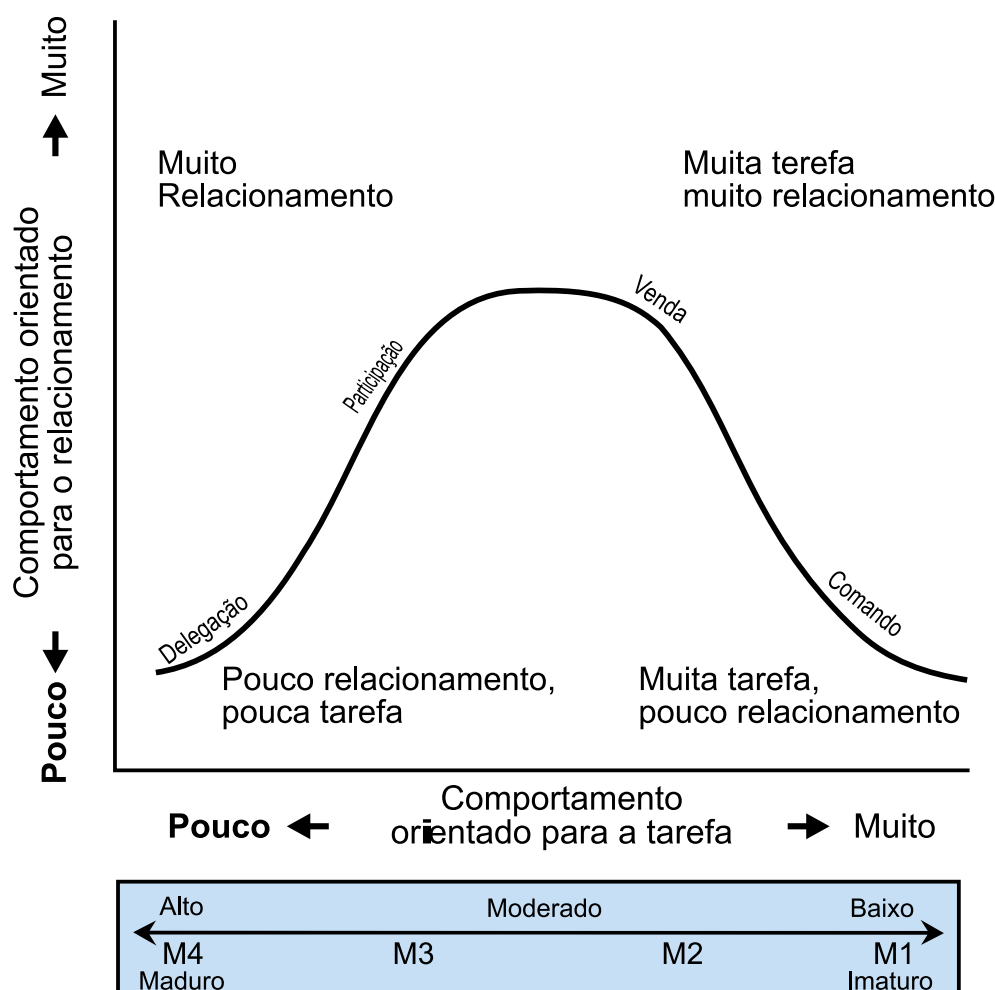 Muito
Comportamento orientado
para o relacionamento
Pouco
Muito
Relacionamento
Muita terefa
muito relacionamento
Venda
Participação
Delegação
Comando
Pouco relacionamento,
pouca tarefa
Muita tarefa,
pouco relacionamento
Pouco
Comportamento
orientado para a tarefa
Muito
Alto
Moderado
Baixo
M4
M3
M2
M1
Maduro
Imaturo